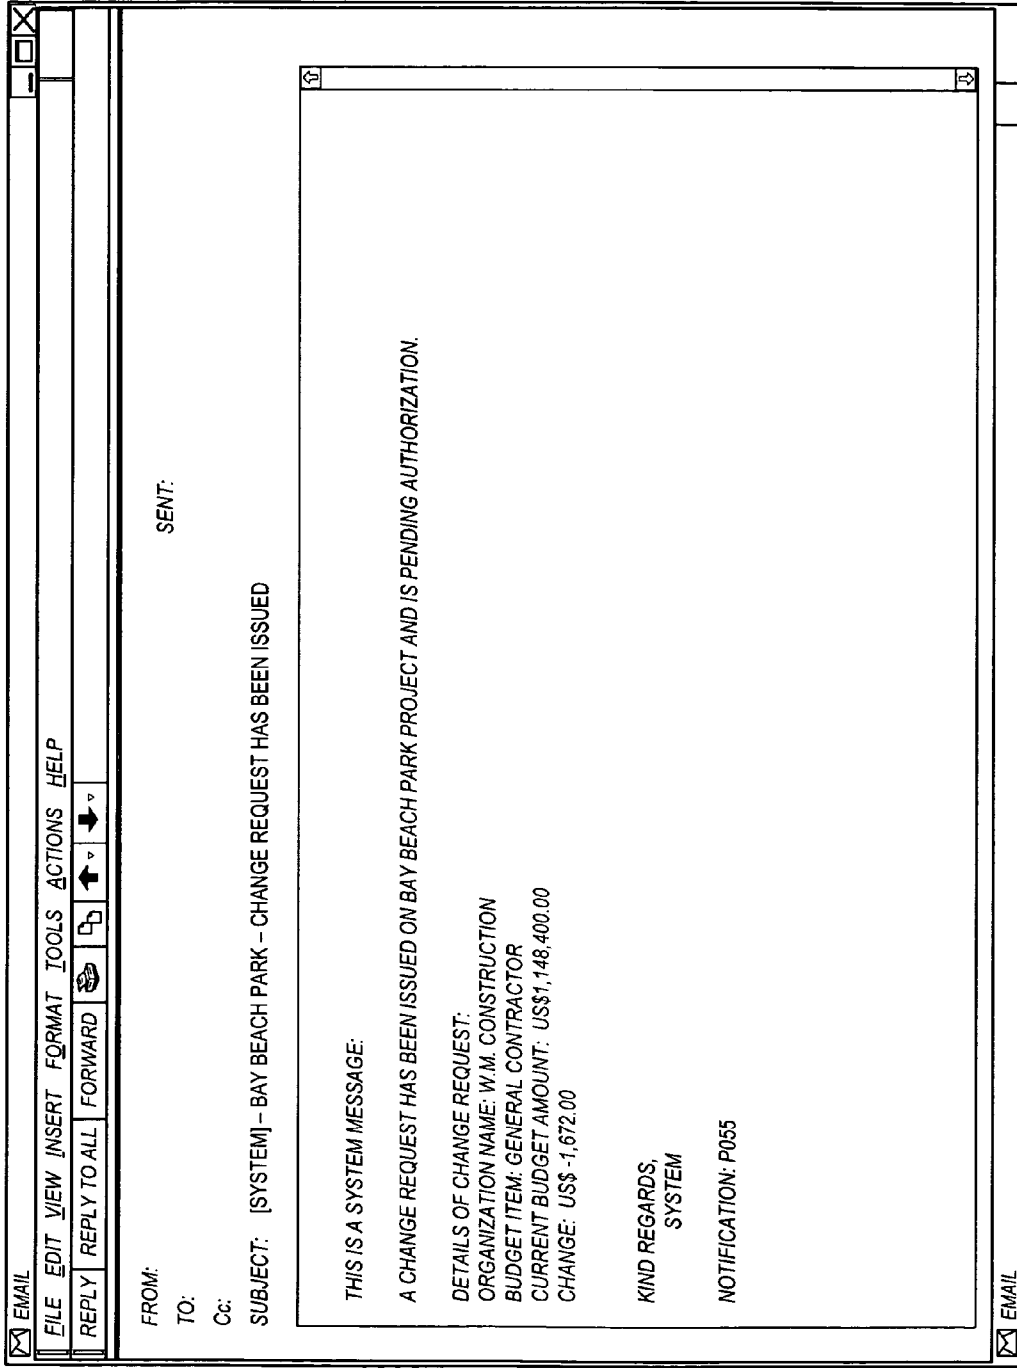 EMAIL
FILE EDIT VIEW INSERT FORMAT TOOLS ACTIONS HELP
REPLY REPLY TO ALL FORWARD
FROM:
SENT:
TO:
Cc:
SUBJECT: [SYSTEM] – BAY BEACH PARK – CHANGE REQUEST HAS BEEN ISSUED
THIS IS A SYSTEM MESSAGE:
A CHANGE REQUEST HAS BEEN ISSUED ON BAY BEACH PARK PROJECT AND IS PENDING AUTHORIZATION.
DETAILS OF CHANGE REQUEST:
ORGANIZATION NAME: W.M. CONSTRUCTION
BUDGET ITEM: GENERAL CONTRACTOR
CURRENT BUDGET AMOUNT: US$1,148,400.00
CHANGE: US$ -1,672.00
KIND REGARDS,
SYSTEM
NOTIFICATION: P055
EMAIL